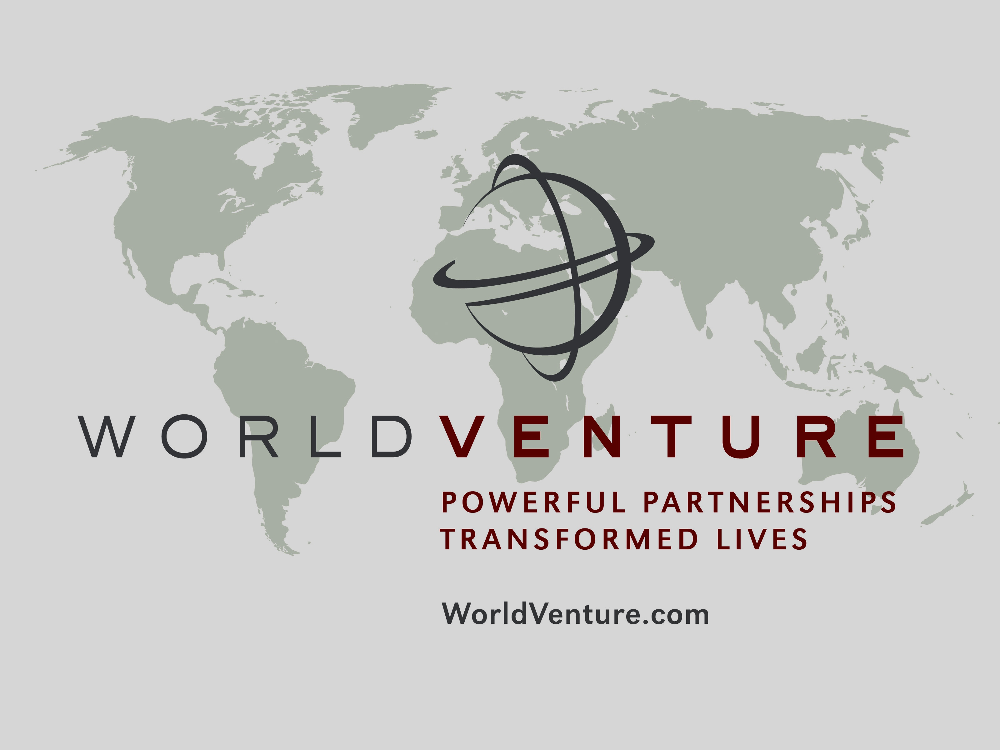 WORLDVENTURE
POWERFUL PARTNERSHIPS
TRANSFORMED LIVES
WorldVenture.com